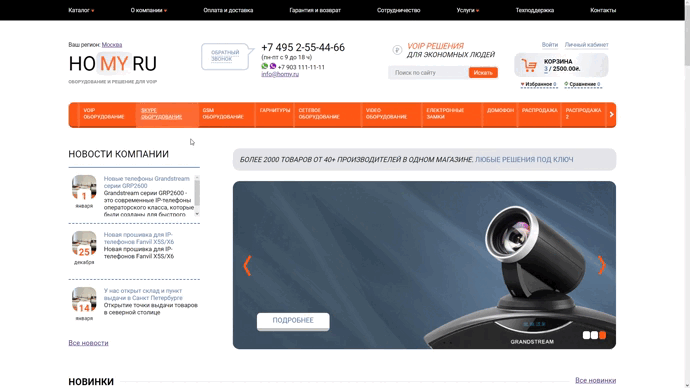 Каталог О компании Оплата и доставка Гарантия и возврат Сотрудничество Услуги Техподдержка Контакты
Ваш регион: Москва
HOMY.RU
ОБОРУДОВАНИЕ И РЕШЕНИЕ ДЛЯ VOIP
ОБРАТНЫЙ
ЗВОНОК
+7 495 2-55-44-66
(пн-пт с 9 до 18 ч)
+7 903 111-11-11
info@homy.ru
VOIP РЕШЕНИЯ
ДЛЯ ЭКОНОМНЫХ ЛЮДЕЙ
Поиск по сайту Искать
Войти Личный кабинет
КОРЗИНА
3 / 2500.00
Избранное 0 Сравнение 0
VOIP
ОБОРУДОВАНИЕ
SKYPE
ОБОРУДОВАНИЕ
GSM
ОБОРУДОВАНИЕ
ГАРНИТУРЫ
СЕТЕВОЕ
ОБОРУДОВАНИЕ
VIDEO
ОБОРУДОВАНИЕ
ЕЛЕКТРОННЫЕ
ЗАМКИ
ДОМОФОН
РАСПРОДАЖА
РАСПРОДАЖА
2
НОВОСТИ КОМПАНИИ
1
января
Новые телефоны Grandstream
серии GRP2600
Grandstream серии GRP2600 -
это современные IP-телефоны
операторского класса, которые
были созданы для быстрого
25
декабря
Новая прошивка для IP-
телефонов Fanvil X5S/X6
Новая прошивка для IP-
телефонов Fanvil X5S/X6
14
января
У нас открыт склад и пункт
выдачи в Санкт Петербурге
Открытие точки выдачи товаров
в северной столице
Все новости
БОЛЕЕ 2000 ТОВАРОВ ОТ 40+ ПРОИЗВОДИТЕЛЕЙ В ОДНОМ МАГАЗИНЕ. ЛЮБЫЕ РЕШЕНИЯ ПОД КЛЮЧ
ПОДРОБНЕЕ
GRANDSTREAM
НОВИНКИ
Все новинки